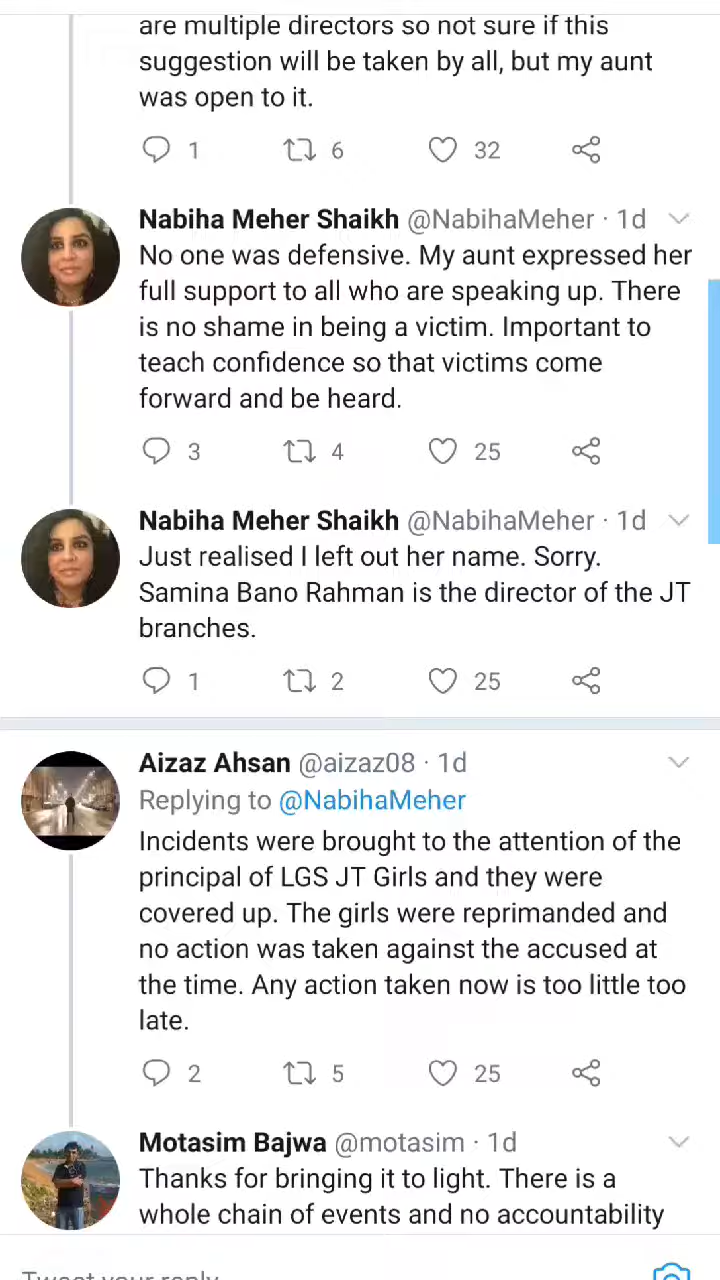 are multiple directors so not sure if this
suggestion will be taken by all, but my aunt
was open to it.
1 6 32
Nabiha Meher Shaikh @NabihaMeher · 1d
No one was defensive. My aunt expressed her
full support to all who are speaking up. There
is no shame in being a victim. Important to
teach confidence so that victims come
forward and be heard.
3 4 25
Nabiha Meher Shaikh @NabihaMeher · 1d
Just realised I left out her name. Sorry.
Samina Bano Rahman is the director of the JT
branches.
1 2 25
Aizaz Ahsan @aizaz08 · 1d
Replying to @NabihaMeher
Incidents were brought to the attention of the
principal of LGS JT Girls and they were
covered up. The girls were reprimanded and
no action was taken against the accused at
the time. Any action taken now is too little too
late.
2 5 25
Motasim Bajwa @motasim · 1d
Thanks for bringing it to light. There is a
whole chain of events and no accountability
Tweet your reply